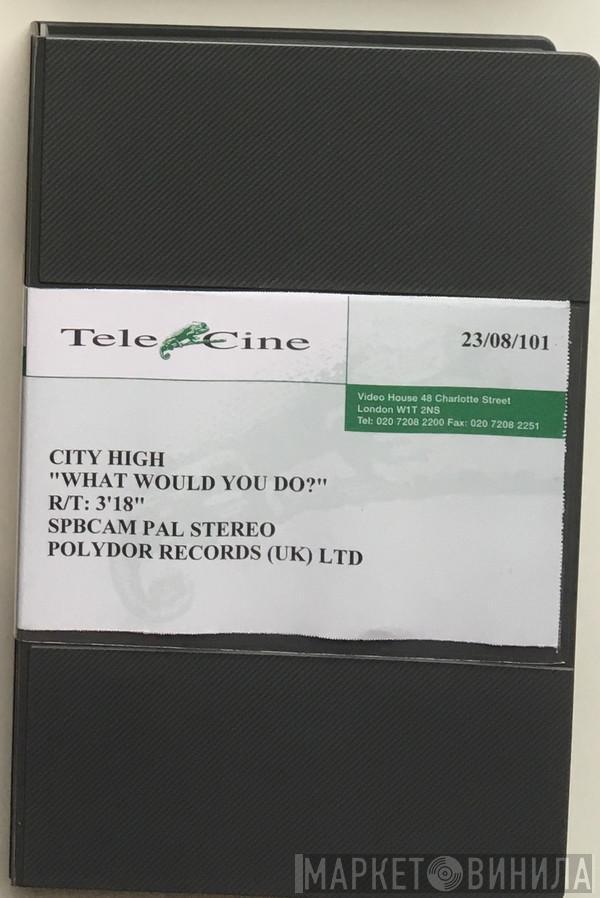 Tele Cine
23/08/101
Video House 48 Charlotte Street
London W1T 2NS
Tel: 020 7208 2200 Fax: 020 7208 2251
CITY HIGH
"WHAT WOULD YOU DO?"
R/T: 3'18"
SPBCAM PAL STEREO
POLYDOR RECORDS (UK) LTD
МАРКЕТ ВИНИЛА